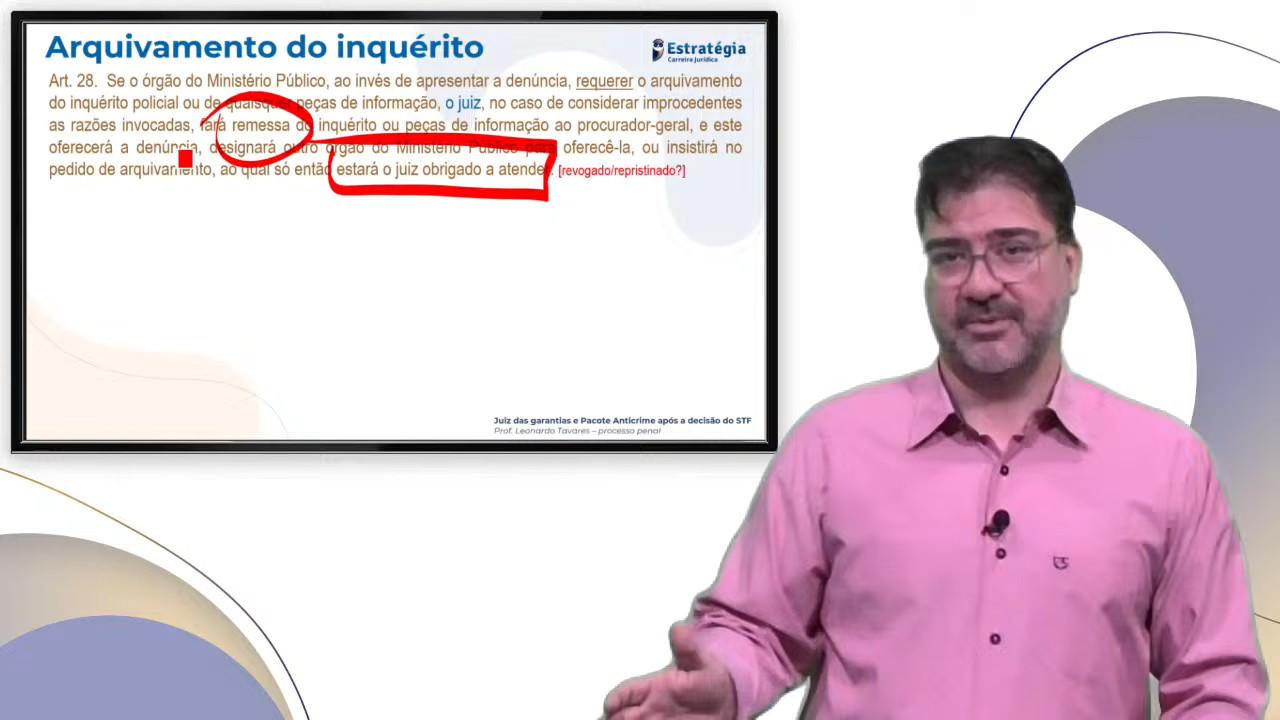 Arquivamento do inquérito
Estratégia
Carreira Jurídica
Art. 28. Se o órgão do Ministério Público, ao invés de apresentar a denúncia, requerer o arquivamento
do inquérito policial ou de quaisquer peças de informação, o juiz, no caso de considerar improcedentes
as razões invocadas, fará remessa do inquérito ou peças de informação ao procurador-geral, e este
oferecerá a denúncia, designará outro órgão do Ministério Público para oferecê-la, ou insistirá no
pedido de arquivamento, ao qual só então estará o juiz obrigado a atender. [revogado/repristinado?]
Juiz das garantias e Pacote Anticrime após a decisão do STF
Prof. Leonardo Tavares – processo penal